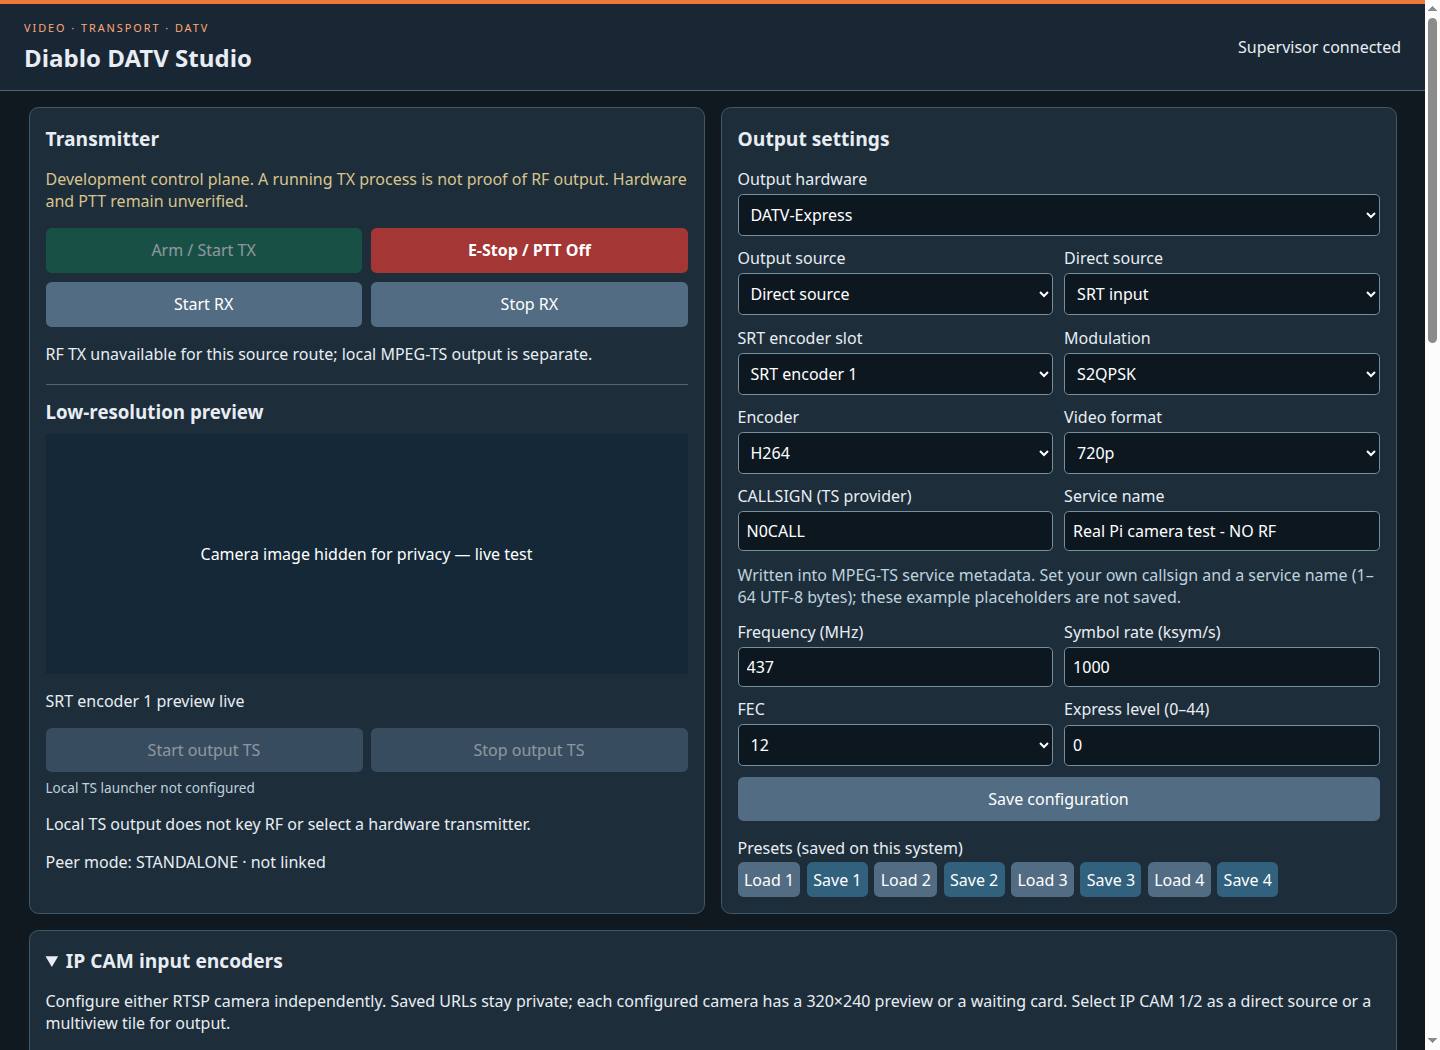 VIDEO · TRANSPORT · DATV
Diablo DATV Studio
Supervisor connected
Transmitter
Development control plane. A running TX process is not proof of RF output. Hardware
and PTT remain unverified.
Arm / Start TX
E-Stop / PTT Off
Start RX
Stop RX
RF TX unavailable for this source route; local MPEG-TS output is separate.
Low-resolution preview
Camera image hidden for privacy — live test
SRT encoder 1 preview live
Start output TS
Stop output TS
Local TS launcher not configured
Local TS output does not key RF or select a hardware transmitter.
Peer mode: STANDALONE · not linked
Output settings
Output hardware
DATV-Express
Output source
Direct source
Direct source
SRT input
SRT encoder slot
Modulation
SRT encoder 1
S2QPSK
Encoder
Video format
H264
720p
CALLSIGN (TS provider)
Service name
N0CALL
Real Pi camera test - NO RF
Written into MPEG-TS service metadata. Set your own callsign and a service name (1–
64 UTF-8 bytes); these example placeholders are not saved.
Frequency (MHz)
Symbol rate (ksym/s)
437
1000
FEC
Express level (0–44)
12
0
Save configuration
Presets (saved on this system)
Load 1
Save 1
Load 2
Save 2
Load 3
Save 3
Load 4
Save 4
▼ IP CAM input encoders
Configure either RTSP camera independently. Saved URLs stay private; each configured camera has a 320×240 preview or a waiting card. Select IP CAM 1/2 as a direct source or a
multiview tile for output.